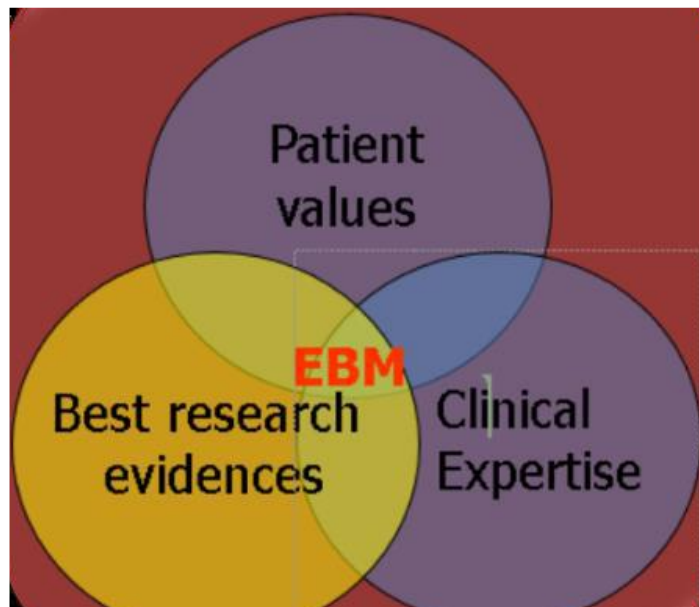 Patient
values
EBM
Best research
evidences
Clinical
Expertise